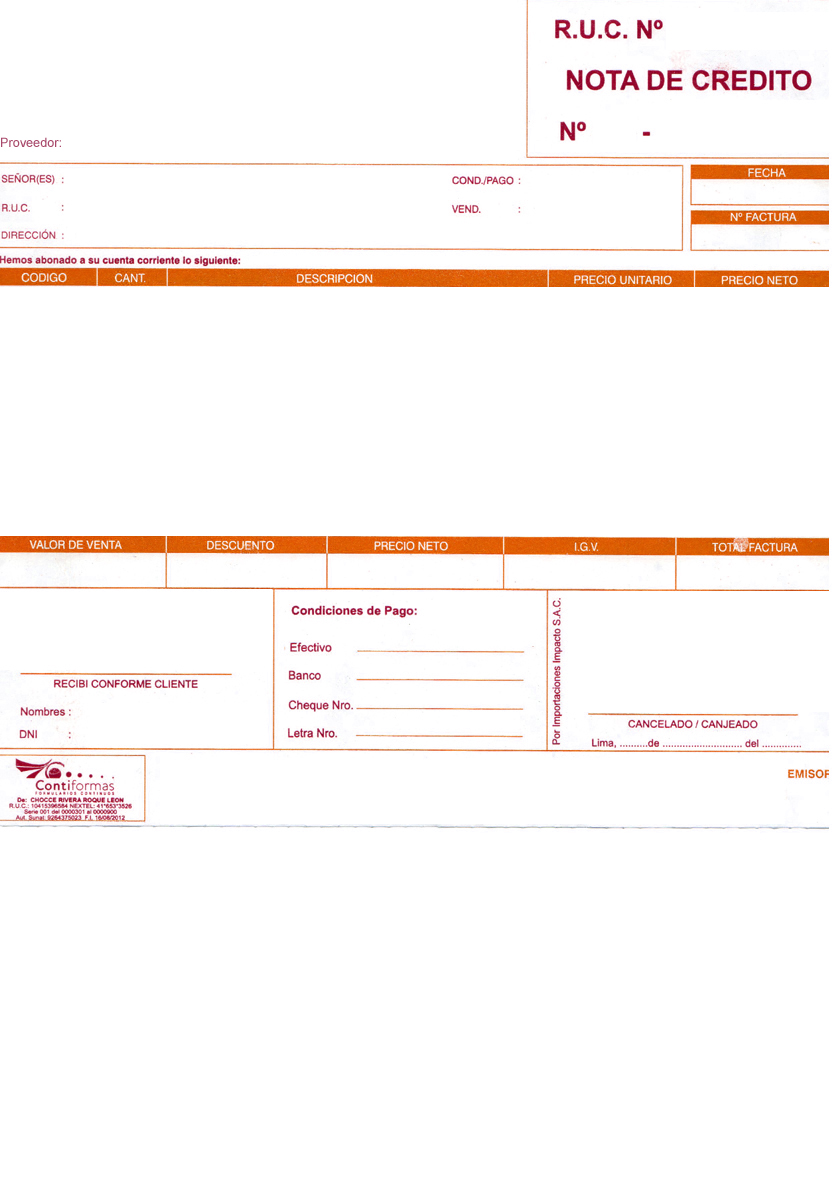 R.U.C. Nº
NOTA DE CREDITO
Nº -
Proveedor:
SEÑOR(ES) : COND./PAGO :
FECHA
R.U.C. : VEND. :
Nº FACTURA
DIRECCIÓN :
Hemos abonado a su cuenta corriente lo siguiente:
CODIGO CANT. DESCRIPCION PRECIO UNITARIO PRECIO NETO
VALOR DE VENTA DESCUENTO PRECIO NETO I.G.V. TOTAL FACTURA
Condiciones de Pago:
Efectivo
Banco
Cheque Nro.
Letra Nro.
RECIBI CONFORME CLIENTE
Nombres :
DNI :
Por Importaciones Impacto S.A.C.
CANCELADO / CANJEADO
Lima, ..........de ............................ del ..............
EMISOR
Contiformas
FORMULARIOS CONTINUOS
De: CHOCCE RIVERA ROQUE LEON
R.U.C.: 10415396584 NEXTEL: 41*653*3526
Serie 001 del 0000301 al 0000900
Aut. Sunat: 9264375023 F.I. 16/08/2012